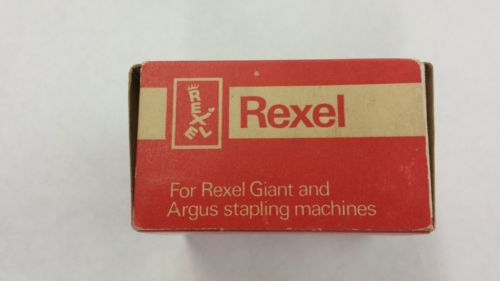 REXEL
Rexel
For Rexel Giant and
Argus stapling machines